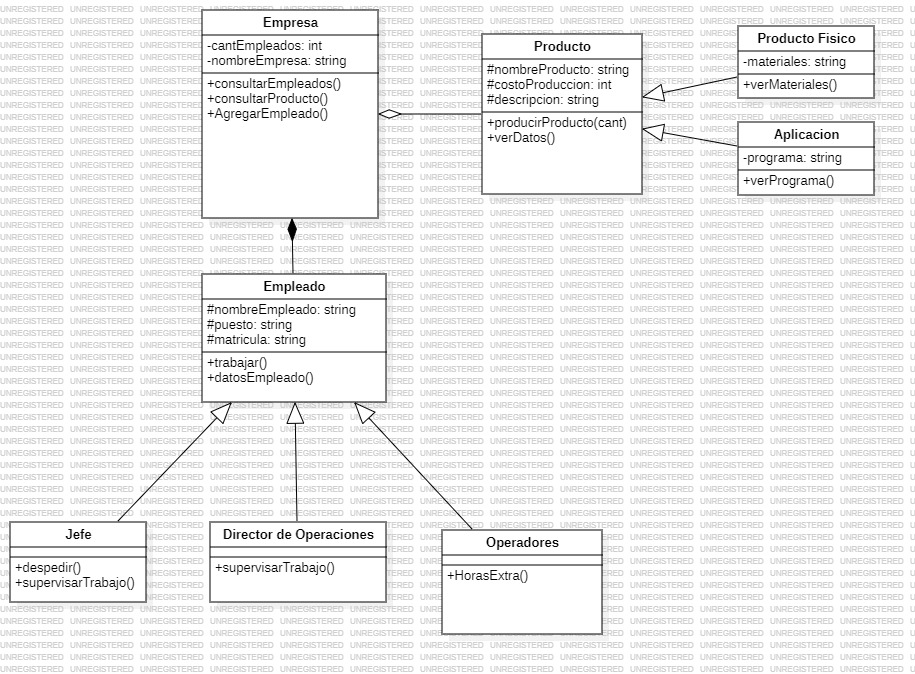 Empresa
-cantEmpleados: int
-nombreEmpresa: string
+consultarEmpleados()
+consultarProducto()
+AgregarEmpleado()
Producto
#nombreProducto: string
#costoProduccion: int
#descripcion: string
+producirProducto(cant)
+verDatos()
Producto Fisico
-materiales: string
+verMateriales()
Aplicacion
-programa: string
+verPrograma()
Empleado
#nombreEmpleado: string
#puesto: string
#matricula: string
+trabajar()
+datosEmpleado()
Jefe
+despedir()
+supervisarTrabajo()
Director de Operaciones
+supervisarTrabajo()
Operadores
+HorasExtra()
UNREGISTERED